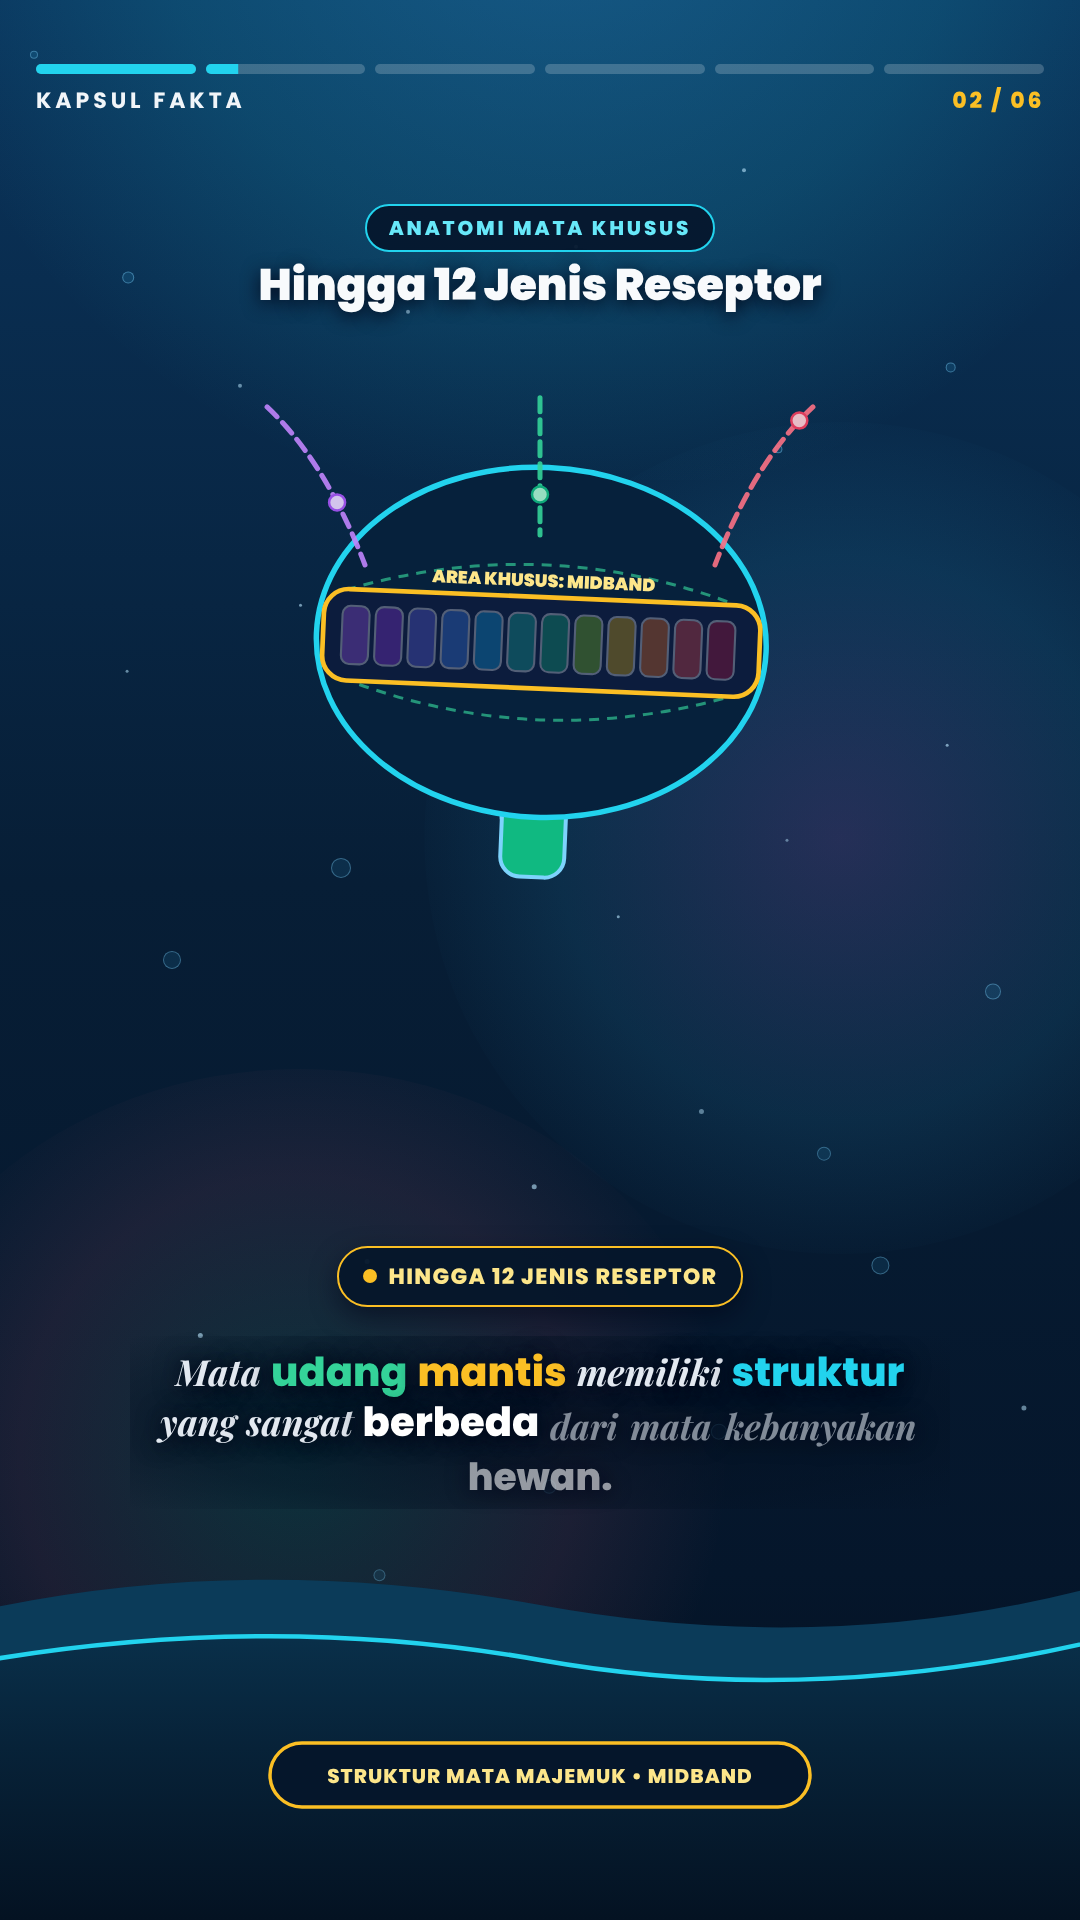 KAPSUL FAKTA
02 / 06
ANATOMI MATA KHUSUS
Hingga 12 Jenis Reseptor
AREA KHUSUS: MIDBAND
HINGGA 12 JENIS RESEPTOR
Mata udang mantis memiliki struktur
yang sangat berbeda dari mata kebanyakan
hewan.
STRUKTUR MATA MAJEMUK • MIDBAND